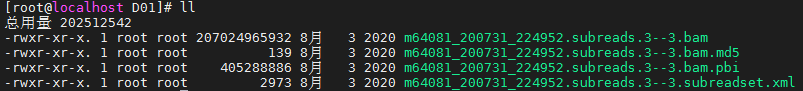 [root@localhost D01]# ll
总用量 202512542
-rwxr-xr-x. 1 root root 207024965932 8月   3 2020 m64081_200731_224952.subreads.3--3.bam
-rwxr-xr-x. 1 root root          139 8月   3 2020 m64081_200731_224952.subreads.3--3.bam.md5
-rwxr-xr-x. 1 root root    405288886 8月   3 2020 m64081_200731_224952.subreads.3--3.bam.pbi
-rwxr-xr-x. 1 root root         2973 8月   3 2020 m64081_200731_224952.subreads.3--3.subreadset.xml